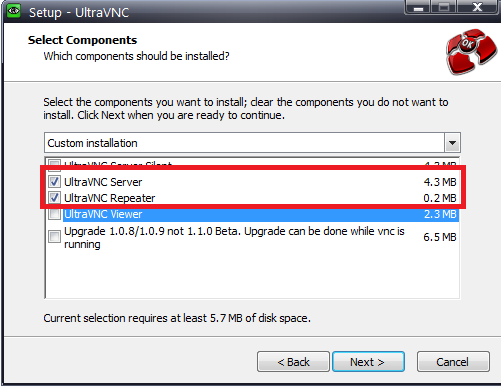 Setup - UltraVNC
Select Components
Which components should be installed?
OK
Select the components you want to install; clear the components you do not want to
install. Click Next when you are ready to continue.
Custom installation
UltraVNC Server Silent 4.3 MB
UltraVNC Server 4.3 MB
UltraVNC Repeater 0.2 MB
UltraVNC Viewer 2.3 MB
Upgrade 1.0.8/1.0.9 not 1.1.0 Beta. Upgrade can be done while vnc is
running 6.5 MB
Current selection requires at least 5.7 MB of disk space.
< Back Next > Cancel